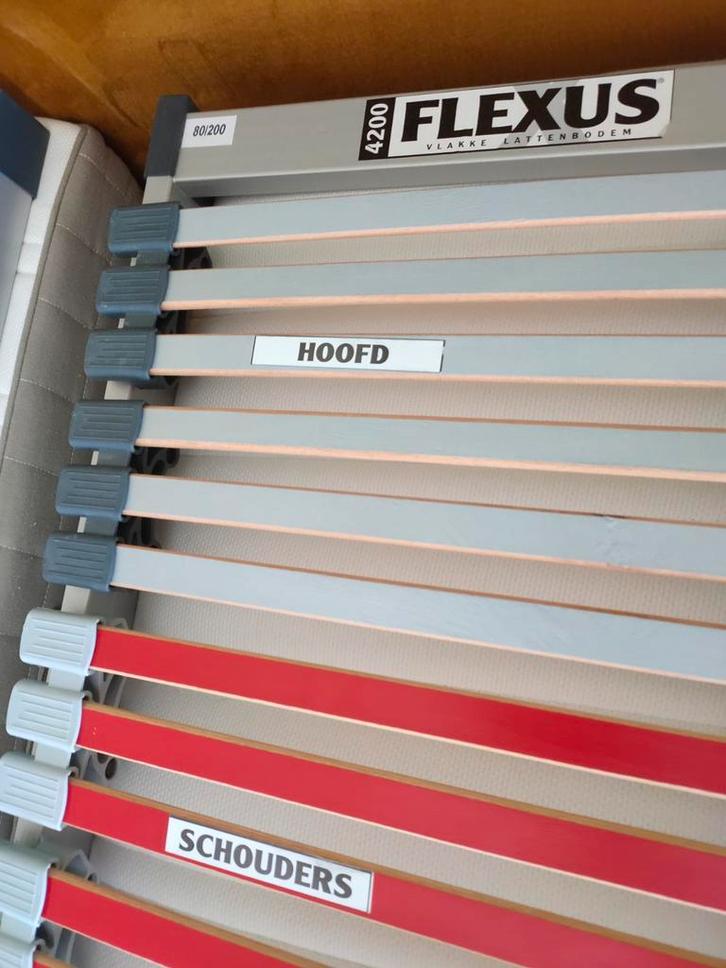 80/200
4200
FLEXUS®
VLAKKE LATTENBODEM
HOOFD
SCHOUDERS